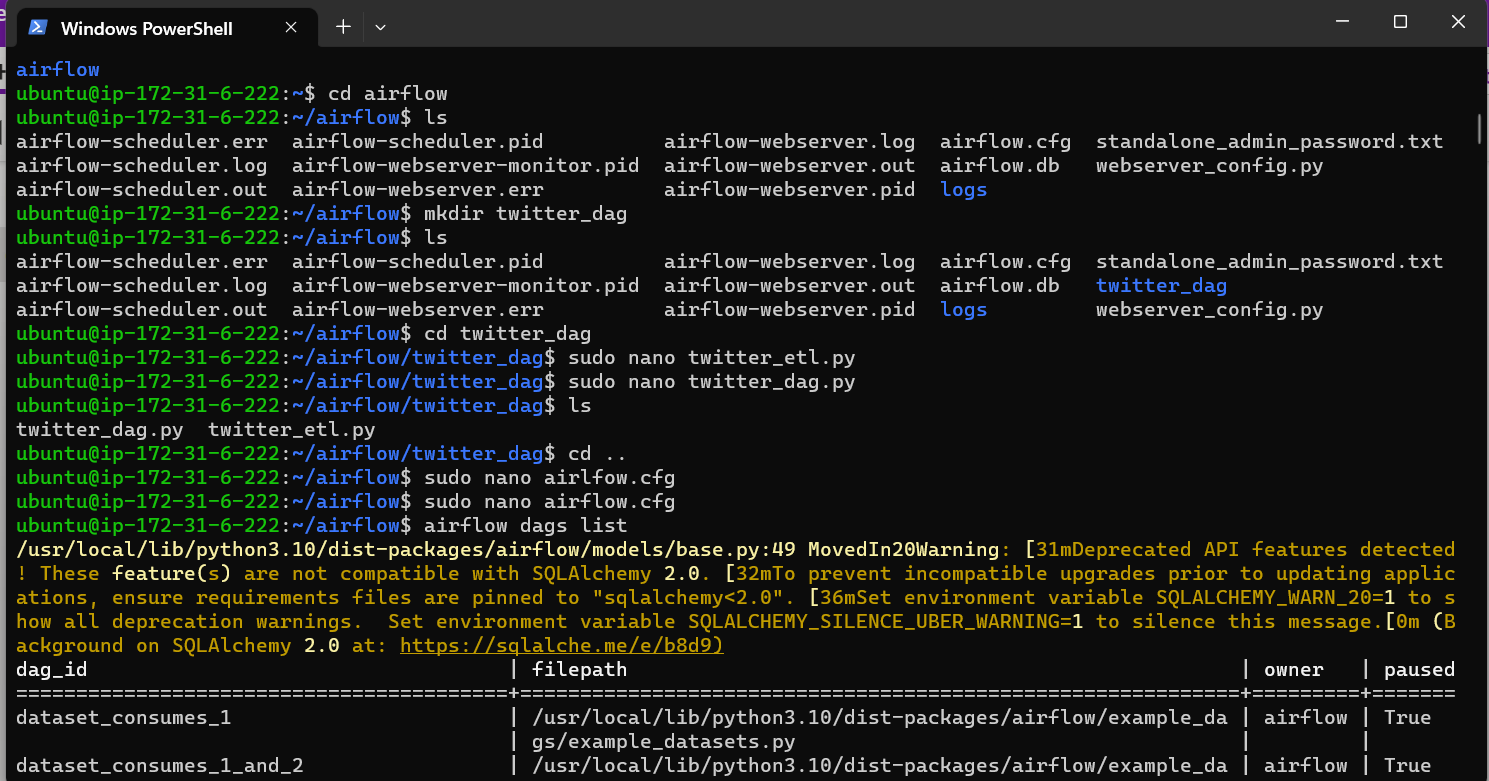 Windows PowerShell
airflow
ubuntu@ip-172-31-6-222:~$ cd airflow
ubuntu@ip-172-31-6-222:~/airflow$ ls
airflow-scheduler.err  airflow-scheduler.pid          airflow-webserver.log  airflow.cfg  standalone_admin_password.txt
airflow-scheduler.log  airflow-webserver-monitor.pid  airflow-webserver.out  airflow.db   webserver_config.py
airflow-scheduler.out  airflow-webserver.err          airflow-webserver.pid  logs
ubuntu@ip-172-31-6-222:~/airflow$ mkdir twitter_dag
ubuntu@ip-172-31-6-222:~/airflow$ ls
airflow-scheduler.err  airflow-scheduler.pid          airflow-webserver.log  airflow.cfg  standalone_admin_password.txt
airflow-scheduler.log  airflow-webserver-monitor.pid  airflow-webserver.out  airflow.db   twitter_dag
airflow-scheduler.out  airflow-webserver.err          airflow-webserver.pid  logs         webserver_config.py
ubuntu@ip-172-31-6-222:~/airflow$ cd twitter_dag
ubuntu@ip-172-31-6-222:~/airflow/twitter_dag$ sudo nano twitter_etl.py
ubuntu@ip-172-31-6-222:~/airflow/twitter_dag$ sudo nano twitter_dag.py
ubuntu@ip-172-31-6-222:~/airflow/twitter_dag$ ls
twitter_dag.py  twitter_etl.py
ubuntu@ip-172-31-6-222:~/airflow/twitter_dag$ cd ..
ubuntu@ip-172-31-6-222:~/airflow$ sudo nano airlfow.cfg
ubuntu@ip-172-31-6-222:~/airflow$ sudo nano airflow.cfg
ubuntu@ip-172-31-6-222:~/airflow$ airflow dags list
/usr/local/lib/python3.10/dist-packages/airflow/models/base.py:49 MovedIn20Warning: [31mDeprecated API features detected
! These feature(s) are not compatible with SQLAlchemy 2.0. [32mTo prevent incompatible upgrades prior to updating applic
ations, ensure requirements files are pinned to "sqlalchemy<2.0". [36mSet environment variable SQLALCHEMY_WARN_20=1 to s
how all deprecation warnings.  Set environment variable SQLALCHEMY_SILENCE_UBER_WARNING=1 to silence this message.[0m (B
ackground on SQLAlchemy 2.0 at: https://sqlalche.me/e/b8d9)
dag_id                                   | filepath                                                   | owner   | paused
=========================================+============================================================+=========+=======
dataset_consumes_1                       | /usr/local/lib/python3.10/dist-packages/airflow/example_da | airflow | True
                                         | gs/example_datasets.py                                     |         |
dataset_consumes_1_and_2                 | /usr/local/lib/python3.10/dist-packages/airflow/example_da | airflow | True